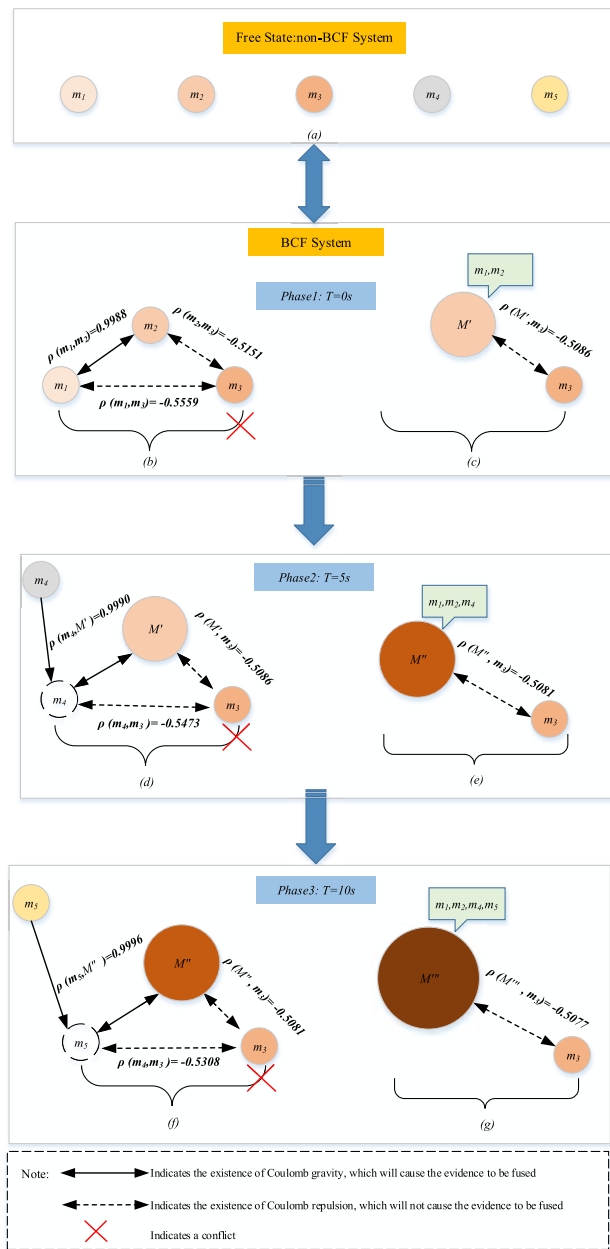 Free State:non-BCF System
m1 m2 m3 m4 m5
(a)
BCF System
Phase1: T=0s
m1,m2
ρ (m1,m2)=0.9988
m2
ρ (m2,m3)= -0.5151
m1
m3
ρ (m1,m3)= -0.5559
(b)
M'
ρ (M',m3)=-0.5086
m3
(c)
Phase2: T=5s
m4
ρ (m4,M')=0.9990
M'
ρ (M', m3)=-0.5086
m4
m3
ρ (m4,m3 )= -0.5473
(d)
m1,m2,m4
M''
ρ (M'', m3)=-0.5081
m3
(e)
Phase3: T=10s
m5
ρ (m5,M'' )=0.9996
M''
ρ (M'', m3)=-0.5081
m5
m3
ρ (m4,m3 )= -0.5308
(f)
m1,m2,m4,m5
M'''
ρ (M''' , m3)=-0.5077
m3
(g)
Note:
Indicates the existence of Coulomb gravity, which will cause the evidence to be fused
Indicates the existence of Coulomb repulsion, which will not cause the evidence to be fused
Indicates a conflict